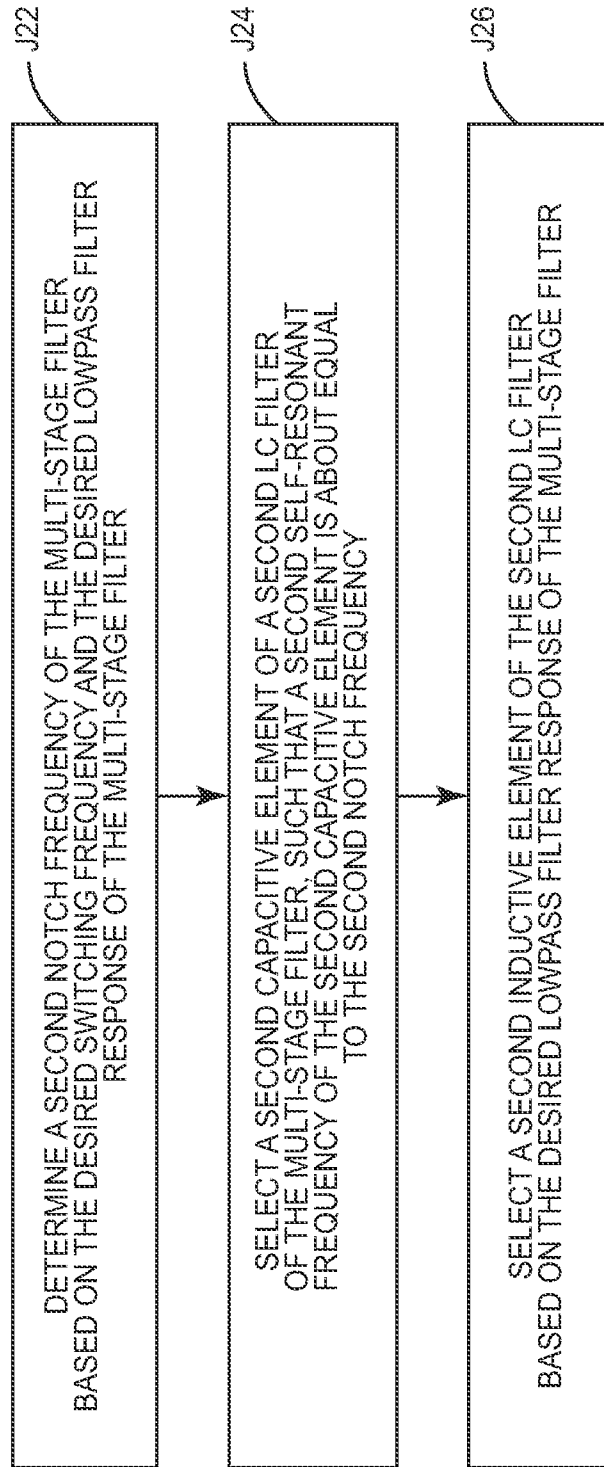 DETERMINE A SECOND NOTCH FREQUENCY OF THE MULTI-STAGE FILTER
BASED ON THE DESIRED SWITCHING FREQUENCY AND THE DESIRED LOWPASS FILTER
RESPONSE OF THE MULTI-STAGE FILTER
J22
SELECT A SECOND CAPACITIVE ELEMENT OF A SECOND LC FILTER
OF THE MULTI-STAGE FILTER, SUCH THAT A SECOND SELF-RESONANT
FREQUENCY OF THE SECOND CAPACITIVE ELEMENT IS ABOUT EQUAL
TO THE SECOND NOTCH FREQUENCY
J24
SELECT A SECOND INDUCTIVE ELEMENT OF THE SECOND LC FILTER
BASED ON THE DESIRED LOWPASS FILTER RESPONSE OF THE MULTI-STAGE FILTER
J26